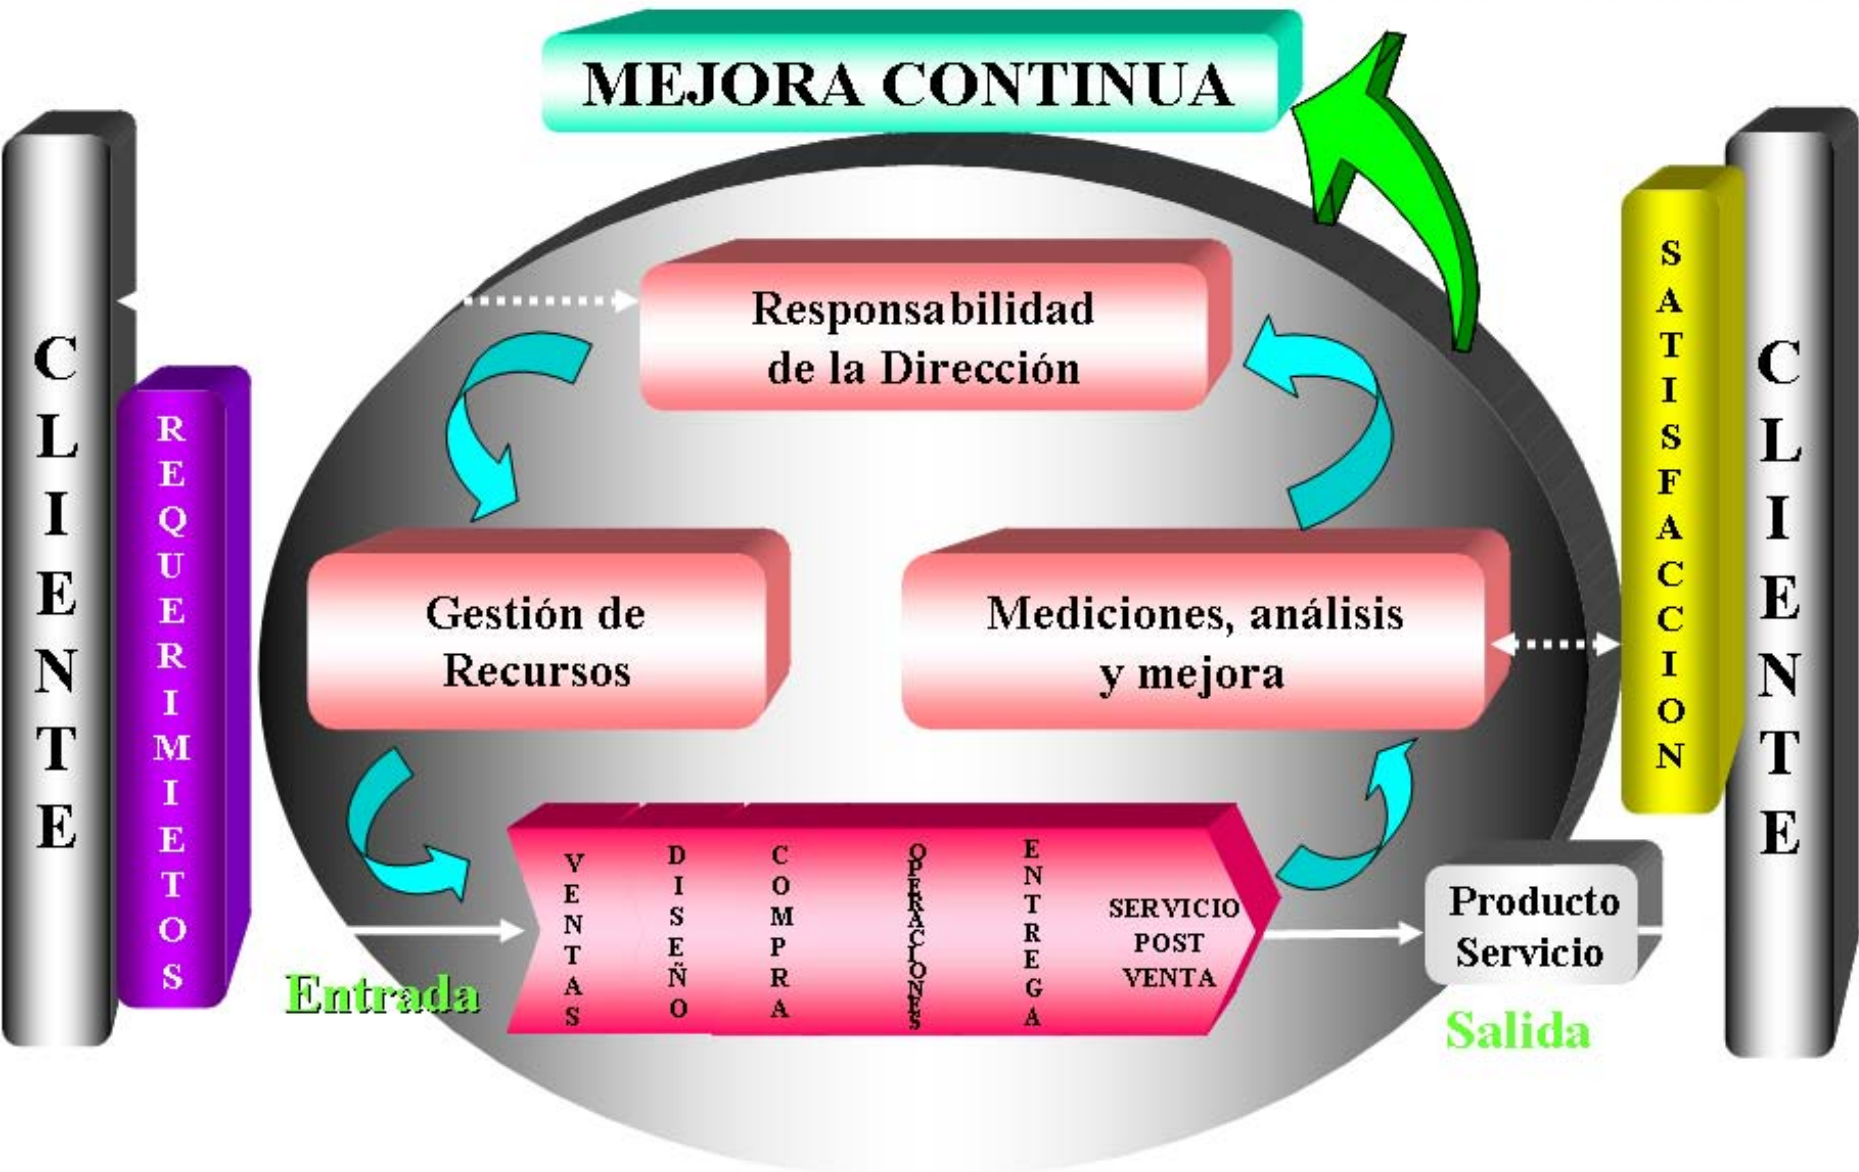 MEJORA CONTINUA
CLIENTE
REQUERIMIETOS
Responsabilidad
de la Dirección
Gestión de
Recursos
Mediciones, análisis
y mejora
SATISFACCION
CLIENTE
Entrada
VENTAS
DISEÑO
COMPRA
OPERACIONES
ENTREGA
SERVICIO
POST
VENTA
Producto
Servicio
Salida